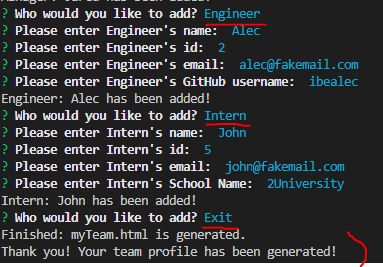 ? Who would you like to add? Engineer
? Please enter Engineer's name:  Alec
? Please enter Engineer's id:  2
? Please enter Engineer's email:  alec@fakemail.com
? Please enter Engineer's GitHub username:  ibealec
Engineer: Alec has been added!
? Who would you like to add? Intern
? Please enter Intern's name:  John
? Please enter Intern's id:  5
? Please enter Intern's email:  john@fakemail.com
? Please enter Intern's School Name:  2University
Intern: John has been added!
? Who would you like to add? Exit
Finished: myTeam.html is generated.
Thank you! Your team profile has been generated!